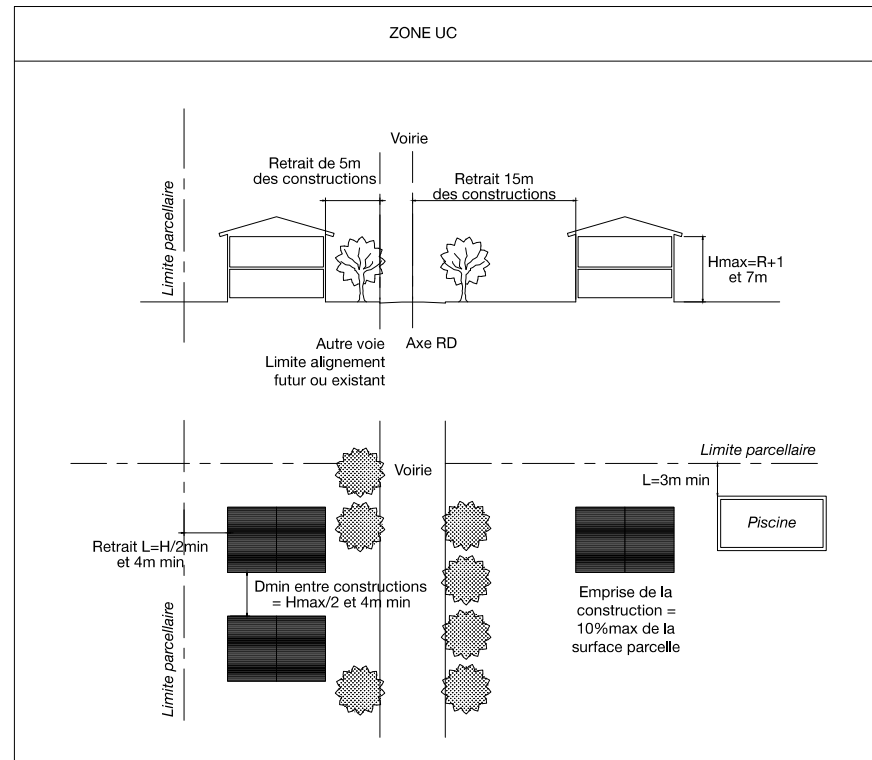 ZONE UC
Voirie
Retrait de 5m
des constructions
Retrait 15m
des constructions
Limite parcellaire
Hmax=R+1
et 7m
Autre voie
Limite alignement
futur ou existant
Axe RD
Limite parcellaire
Voirie
L=3m min
Piscine
Retrait L=H/2min
et 4m min
Dmin entre constructions
= Hmax/2 et 4m min
Emprise de la
construction =
10%max de la
surface parcelle
Limite parcellaire